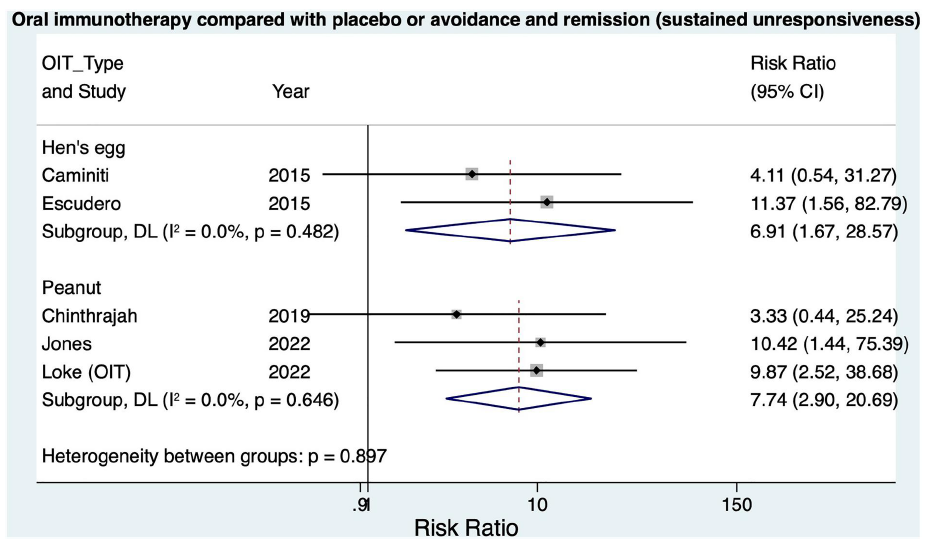 Oral immunotherapy compared with placebo or avoidance and remission (sustained unresponsiveness)
OIT_Type Risk Ratio
and Study Year (95% CI)
Hen's egg
Caminiti 2015 4.11 (0.54, 31.27)
Escudero 2015 11.37 (1.56, 82.79)
Subgroup, DL (I² = 0.0%, p = 0.482) 6.91 (1.67, 28.57)
Peanut
Chinthrajah 2019 3.33 (0.44, 25.24)
Jones 2022 10.42 (1.44, 75.39)
Loke (OIT) 2022 9.87 (2.52, 38.68)
Subgroup, DL (I² = 0.0%, p = 0.646) 7.74 (2.90, 20.69)
Heterogeneity between groups: p = 0.897
.9 1 10 150
Risk Ratio